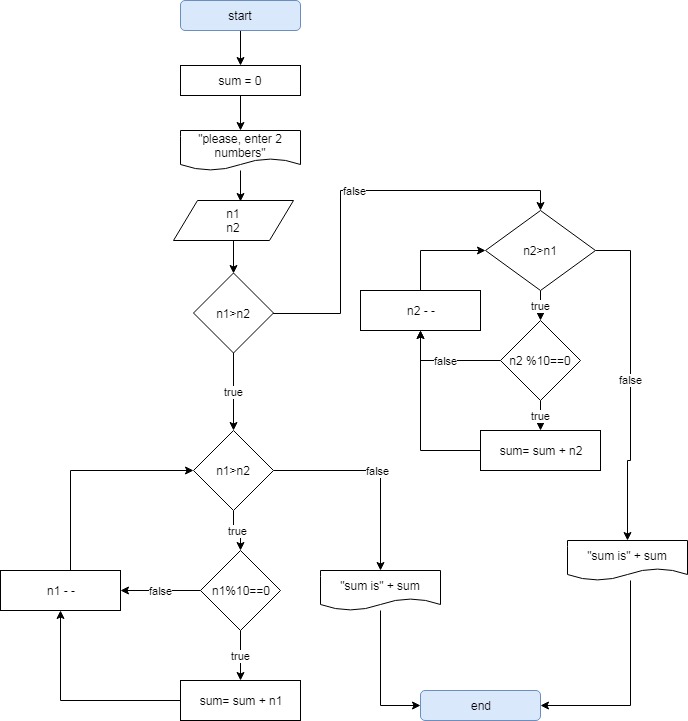 start
sum = 0
"please, enter 2
numbers"
n1
n2
false
n1>n2
n2>n1
true
n2 - -
n2 %10==0
false
false
true
true
sum= sum + n2
n1>n2
false
true
"sum is" + sum
n1 - -
false
n1%10==0
"sum is" + sum
true
sum= sum + n1
end